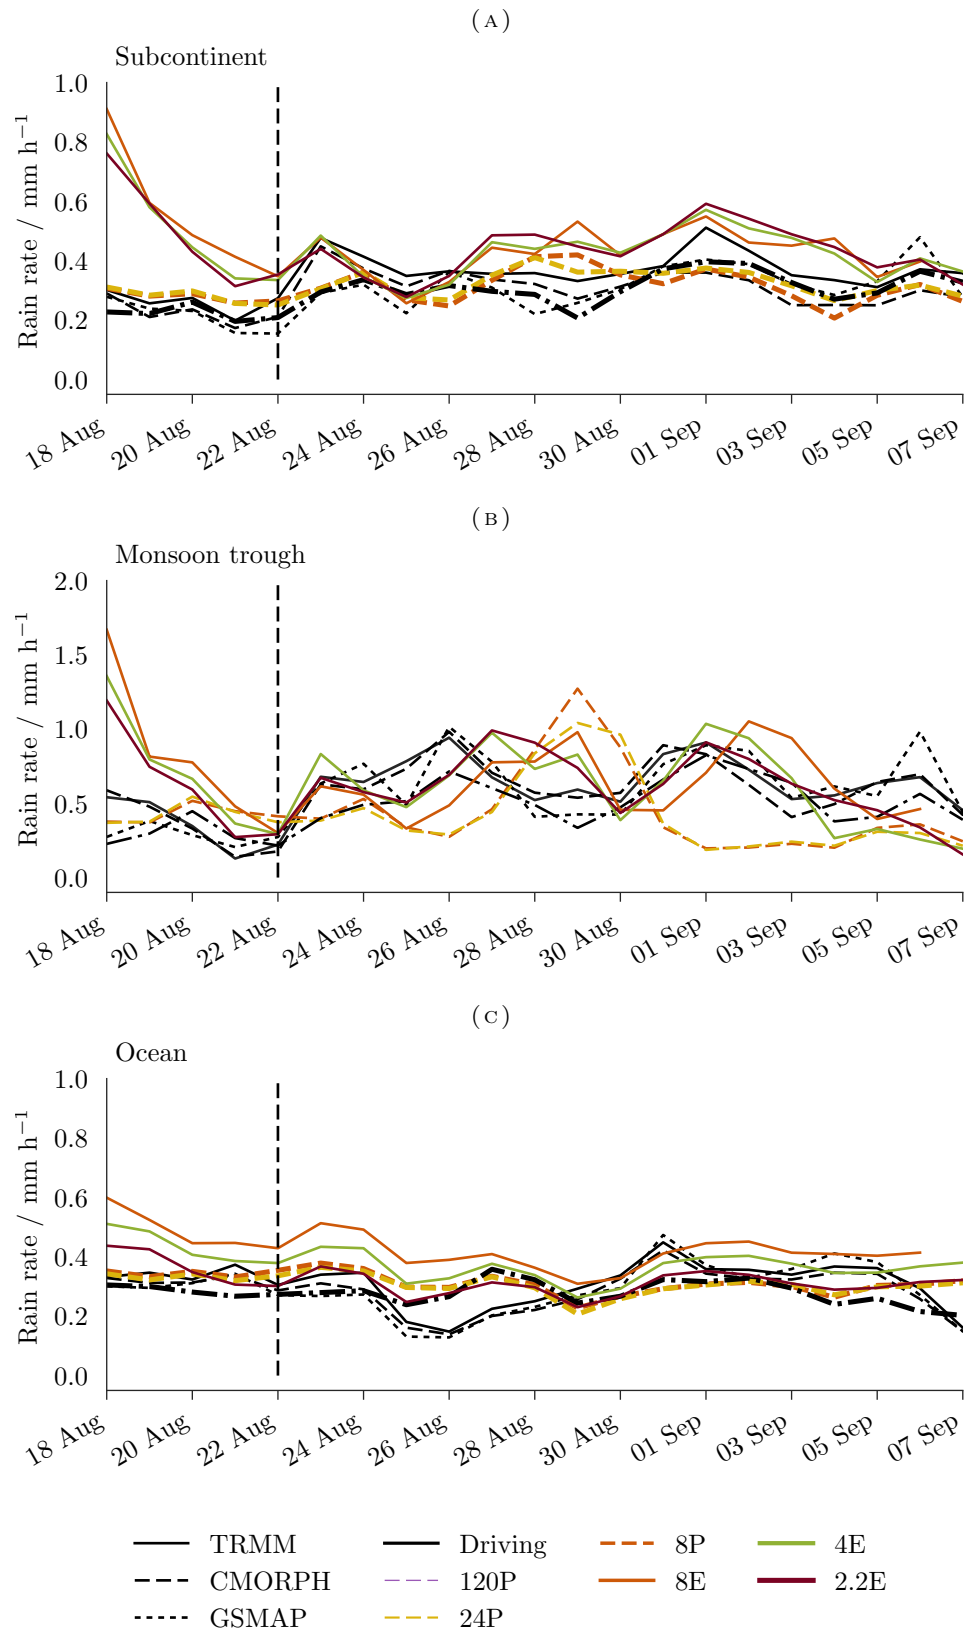 (A)
Subcontinent
Rain rate / mm h⁻¹
1.0
0.8
0.6
0.4
0.2
0.0
18 Aug
20 Aug
22 Aug
24 Aug
26 Aug
28 Aug
30 Aug
01 Sep
03 Sep
05 Sep
07 Sep
(B)
Monsoon trough
Rain rate / mm h⁻¹
2.0
1.5
1.0
0.5
0.0
18 Aug
20 Aug
22 Aug
24 Aug
26 Aug
28 Aug
30 Aug
01 Sep
03 Sep
05 Sep
07 Sep
(C)
Ocean
Rain rate / mm h⁻¹
1.0
0.8
0.6
0.4
0.2
0.0
18 Aug
20 Aug
22 Aug
24 Aug
26 Aug
28 Aug
30 Aug
01 Sep
03 Sep
05 Sep
07 Sep
TRMM Driving 8P 4E
CMORPH 120P 8E 2.2E
GSMAP 24P